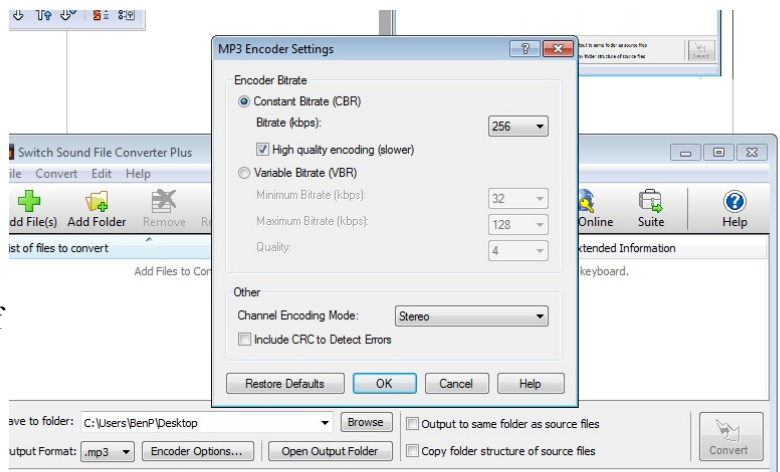 MP3 Encoder Settings
Encoder Bitrate
Constant Bitrate (CBR)
Bitrate (kbps): 256
High quality encoding (slower)
Variable Bitrate (VBR)
Minimum Bitrate (kbps): 32
Maximum Bitrate (kbps): 128
Quality: 4
Other
Channel Encoding Mode: Stereo
Include CRC to Detect Errors
Restore Defaults OK Cancel Help
Switch Sound File Converter Plus
ile Convert Edit Help
dd File(s) Add Folder Remove Online Suite Help
ist of files to convert xtended Information
Add Files to Con keyboard.
f
ave to folder: C:\Users\BenP\Desktop Browse Output to same folder as source files
utput Format: .mp3 Encoder Options... Open Output Folder Copy folder structure of source files
Convert